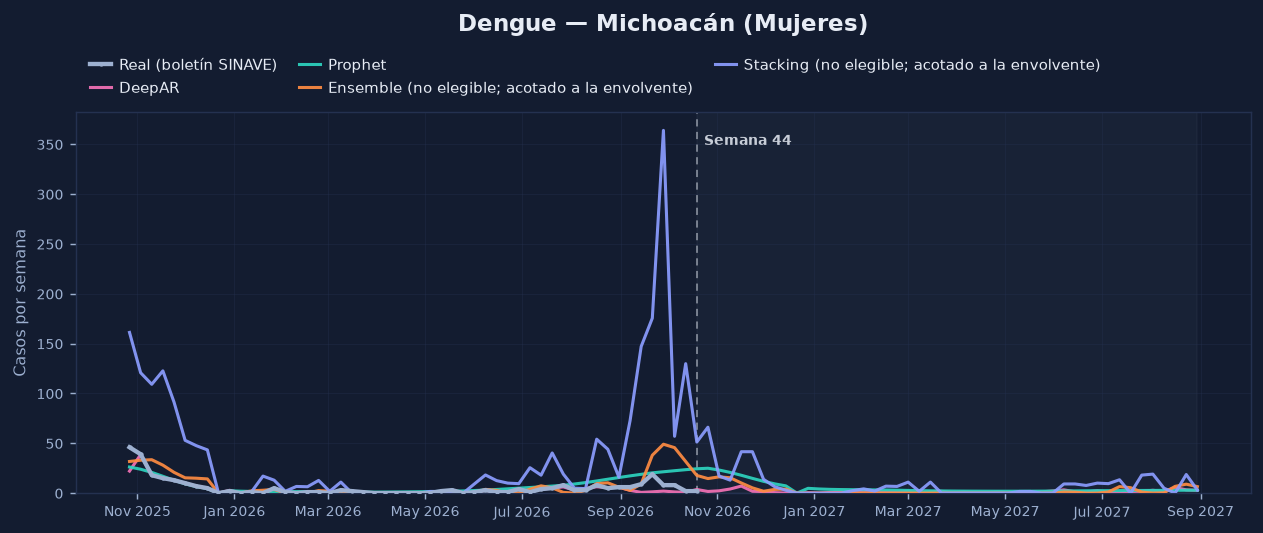 Dengue — Michoacán (Mujeres)
Real (boletín SINAVE)
DeepAR
Prophet
Ensemble (no elegible; acotado a la envolvente)
Stacking (no elegible; acotado a la envolvente)
Semana 44
Casos por semana
350
300
250
200
150
100
50
0
Nov 2025
Jan 2026
Mar 2026
May 2026
Jul 2026
Sep 2026
Nov 2026
Jan 2027
Mar 2027
May 2027
Jul 2027
Sep 2027